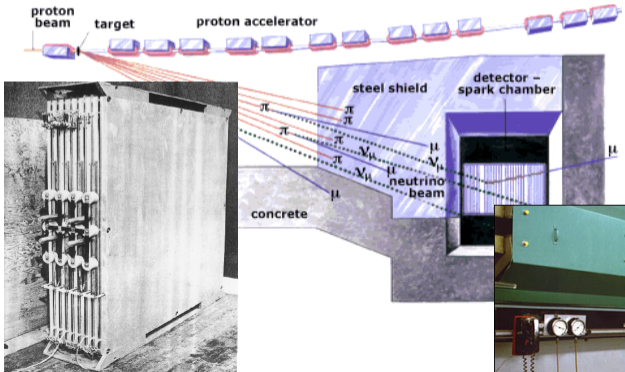 proton
beam
target
proton accelerator
steel shield
detector –
spark chamber
π
π
π
π
π
μ
ν_μ
ν_μ
μ
ν_μ
μ
μ
neutrino
beam
concrete